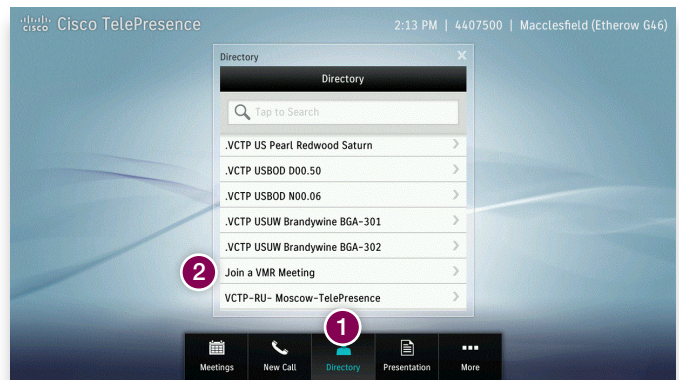 CISCO Cisco TelePresence
2:13 PM | 4407500 | Macclesfield (Etherow G46)
Directory
Directory
Tap to Search
.VCTP US Pearl Redwood Saturn
.VCTP USBOD D00.50
.VCTP USBOD N00.06
.VCTP USUW Brandywine BGA-301
.VCTP USUW Brandywine BGA-302
2 Join a VMR Meeting
VCTP-RU- Moscow-TelePresence
1
Meetings New Call Directory Presentation More